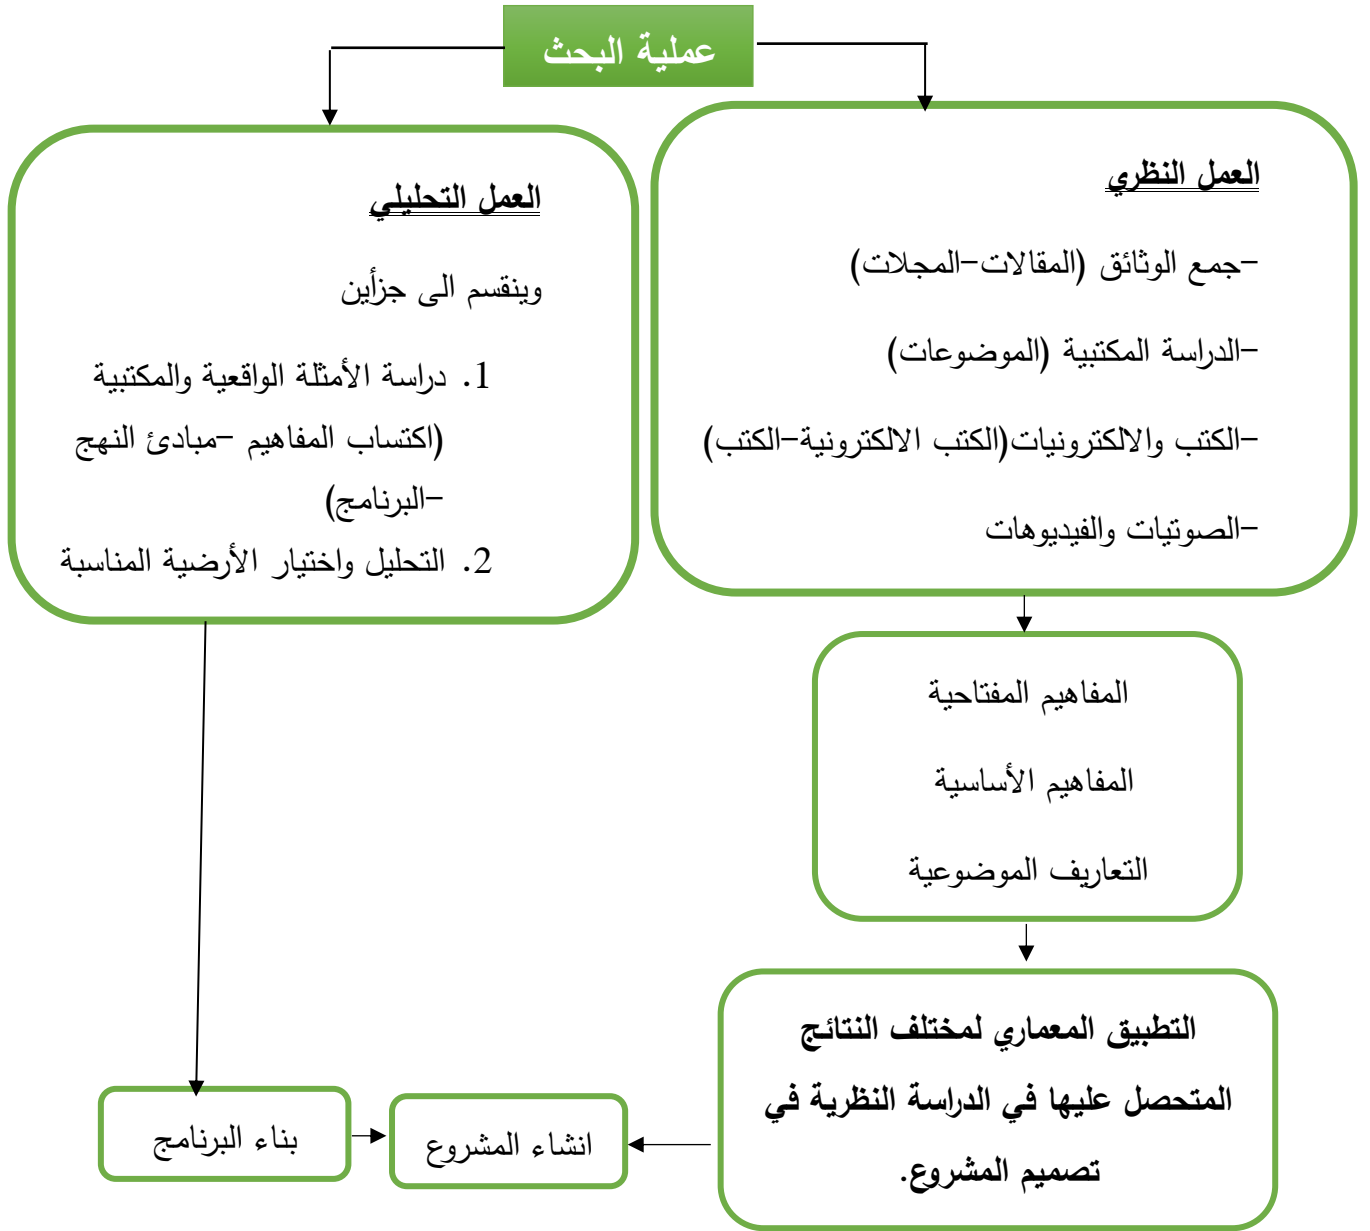 عملية البحث
العمل النظري
-جمع الوثائق (المقالات-المجلات)
-الدراسة المكتبية (الموضوعات)
-الكتب والالكترونيات(الكتب الالكترونية-الكتب)
-الصوتيات والفيديوهات
العمل التحليلي
وينقسم الى جزأين
1. دراسة الأمثلة الواقعية والمكتبية
(اكتساب المفاهيم -مبادئ النهج
-البرنامج)
2. التحليل واختيار الأرضية المناسبة
المفاهيم المفتاحية
المفاهيم الأساسية
التعاريف الموضوعية
التطبيق المعماري لمختلف النتائج
المتحصل عليها في الدراسة النظرية في
تصميم المشروع.
انشاء المشروع
بناء البرنامج